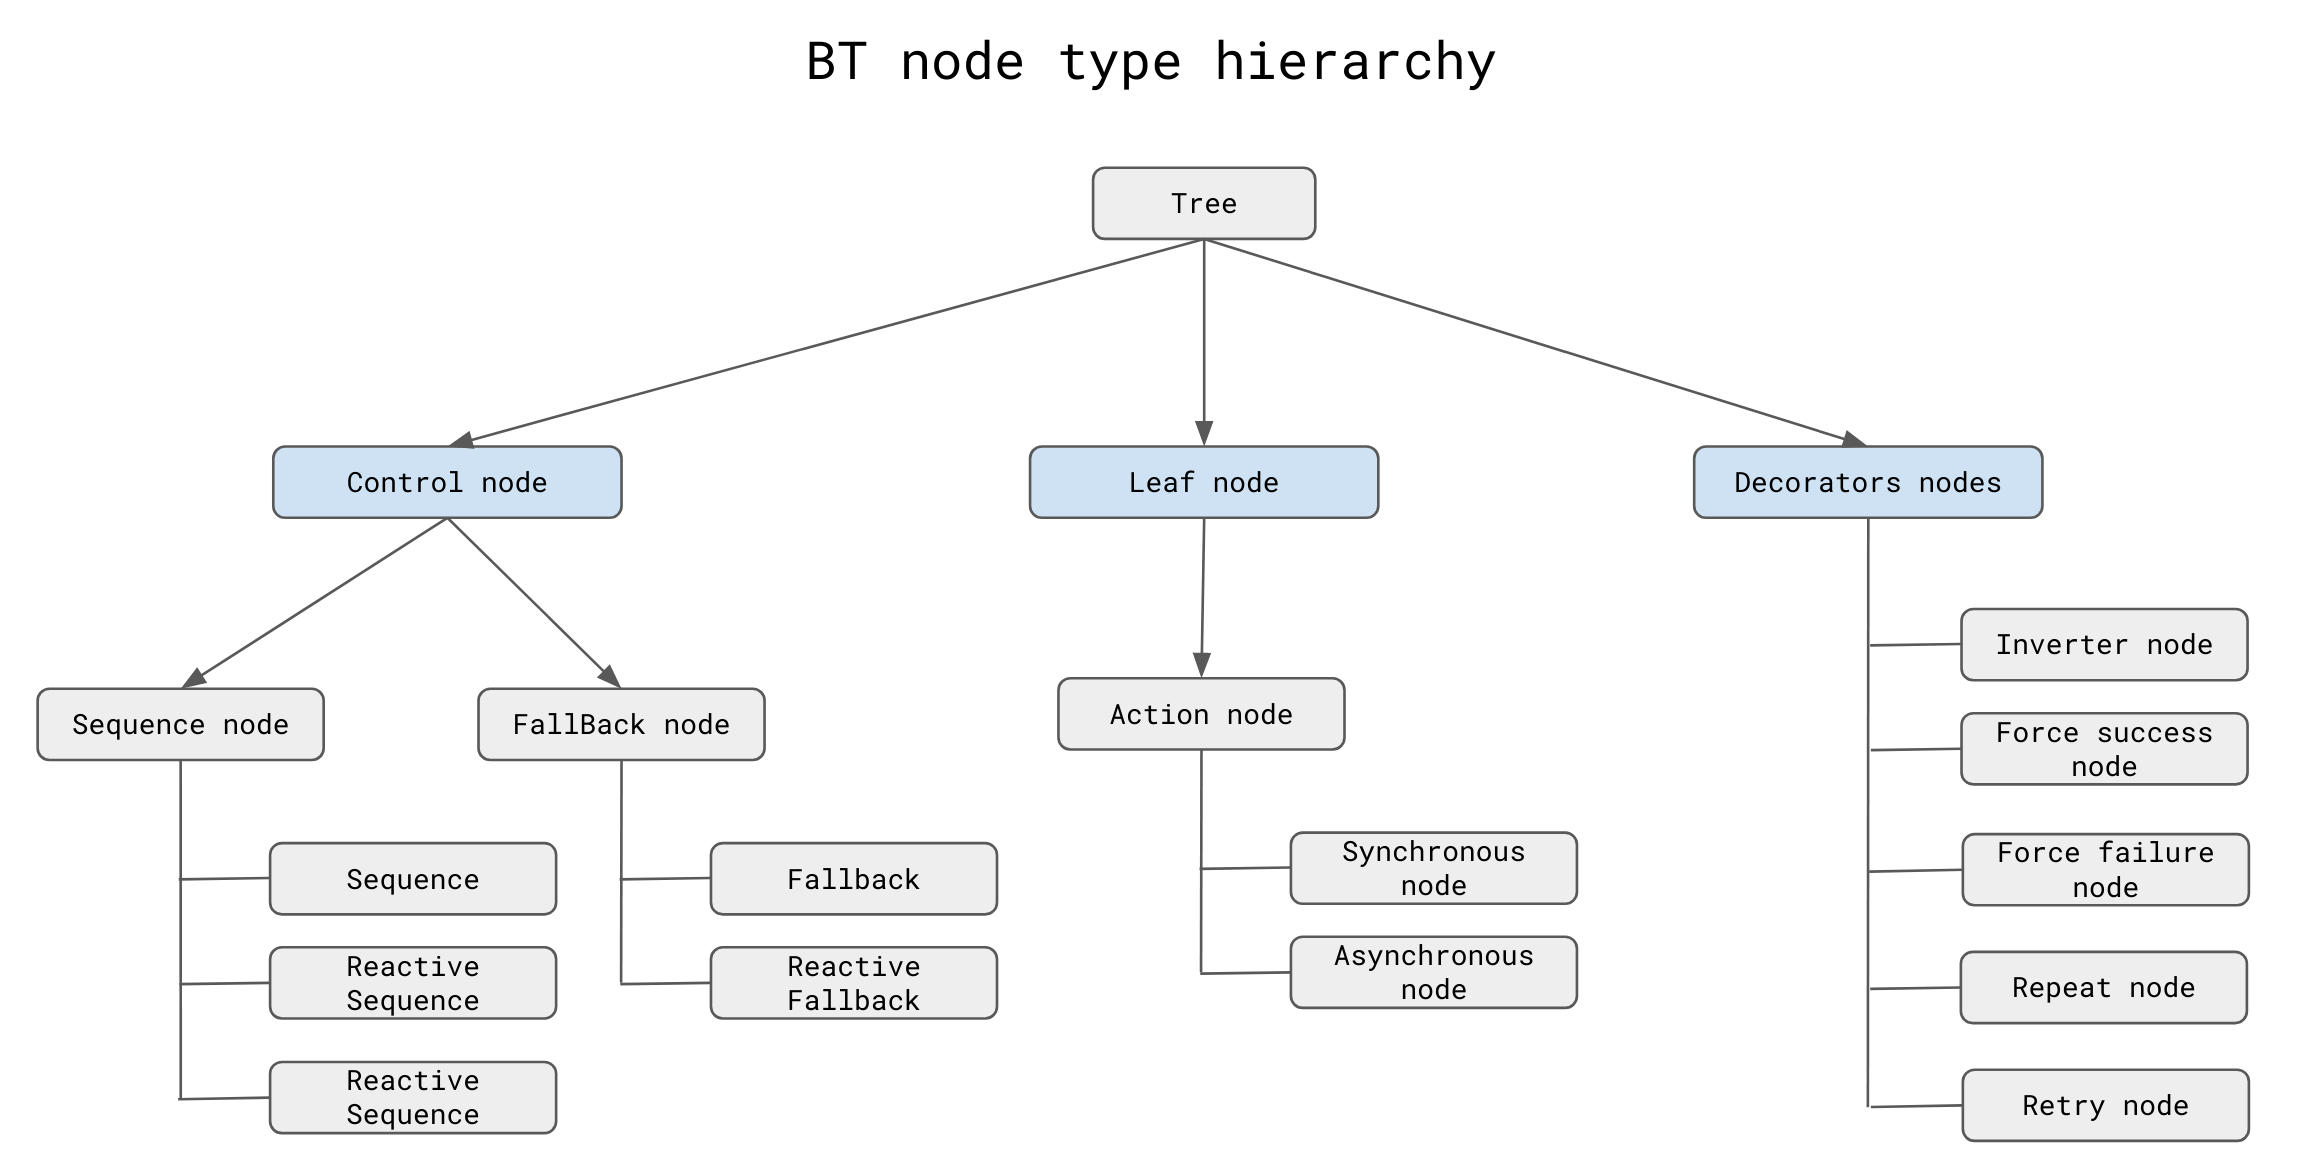 BT node type hierarchy
Tree
Control node
Leaf node
Decorators nodes
Sequence node
FallBack node
Action node
Sequence
Reactive
Sequence
Reactive
Sequence
Fallback
Reactive
Fallback
Synchronous
node
Asynchronous
node
Inverter node
Force success
node
Force failure
node
Repeat node
Retry node